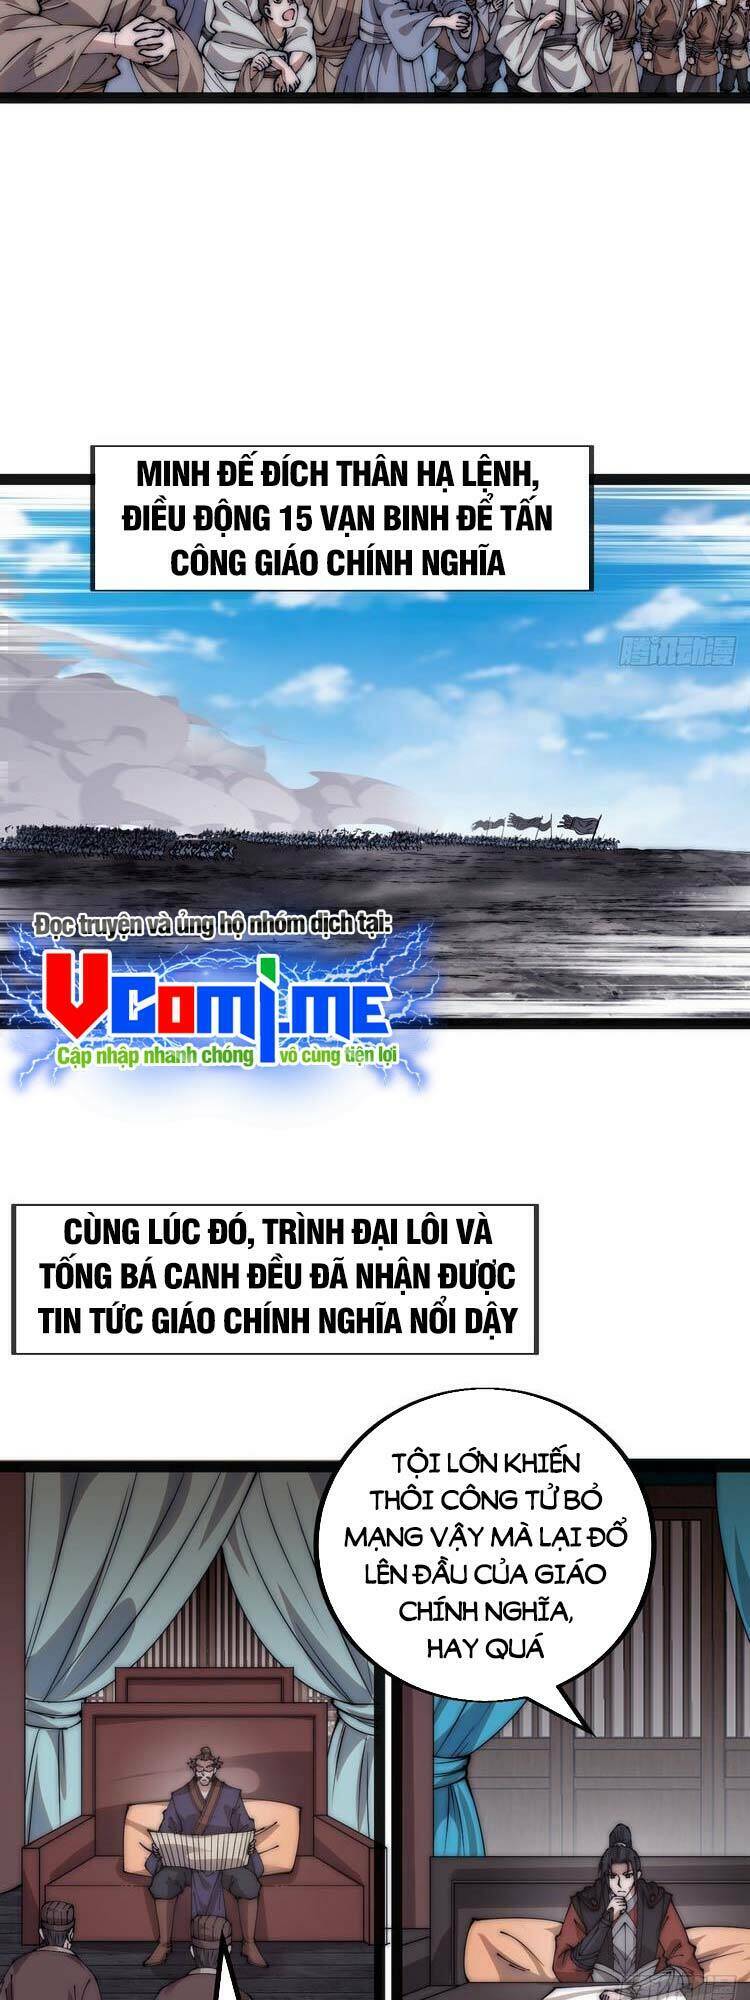 MINH ĐẾ ĐÍCH THÂN HẠ LỆNH,
ĐIỀU ĐỘNG 15 VẠN BINH ĐỂ TẤN
CÔNG GIÁO CHÍNH NGHĨA
腾讯动漫
Đọc truyện và ủng hộ nhóm dịch tại:
VComi.me
Cập nhập nhanh chóng vô cùng tiện lợi
CÙNG LÚC ĐÓ, TRÌNH ĐẠI LÔI VÀ
TỐNG BÁ CANH ĐỀU ĐÃ NHẬN ĐƯỢC
TIN TỨC GIÁO CHÍNH NGHĨA NỔI DẬY
TỘI LỚN KHIẾN
THÔI CÔNG TỬ BỎ
MẠNG VẬY MÀ LẠI ĐỔ
LÊN ĐẦU CỦA GIÁO
CHÍNH NGHĨA,
HAY QUÁ